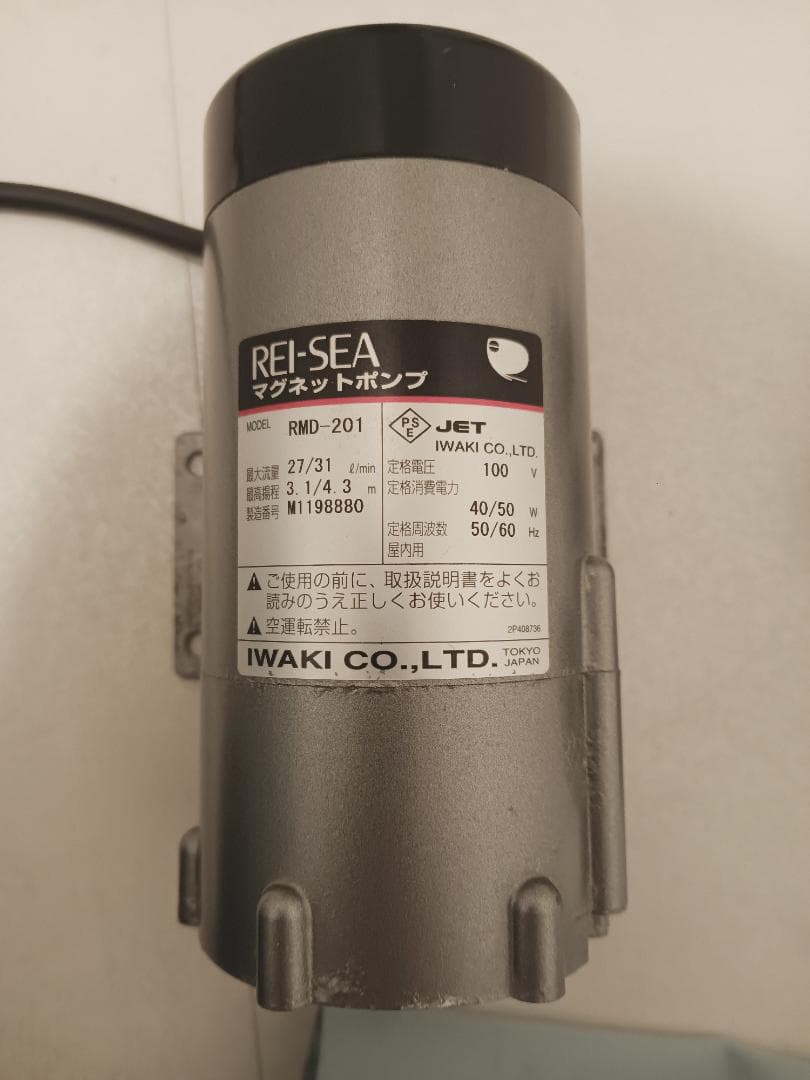 REI-SEA
マグネットポンプ
MODEL RMD-201
最大流量 27/31 ℓ/min
最高揚程 3.1/4.3 m
製造番号 M1198880
PSE JET
IWAKI CO.,LTD.
定格電圧 100 V
定格消費電力
40/50 W
定格周波数 50/60 Hz
屋内用
⚠ ご使用の前に、取扱説明書をよくお
読みのうえ正しくお使いください。
⚠ 空運転禁止。
2P408736
IWAKI CO.,LTD. TOKYO
JAPAN